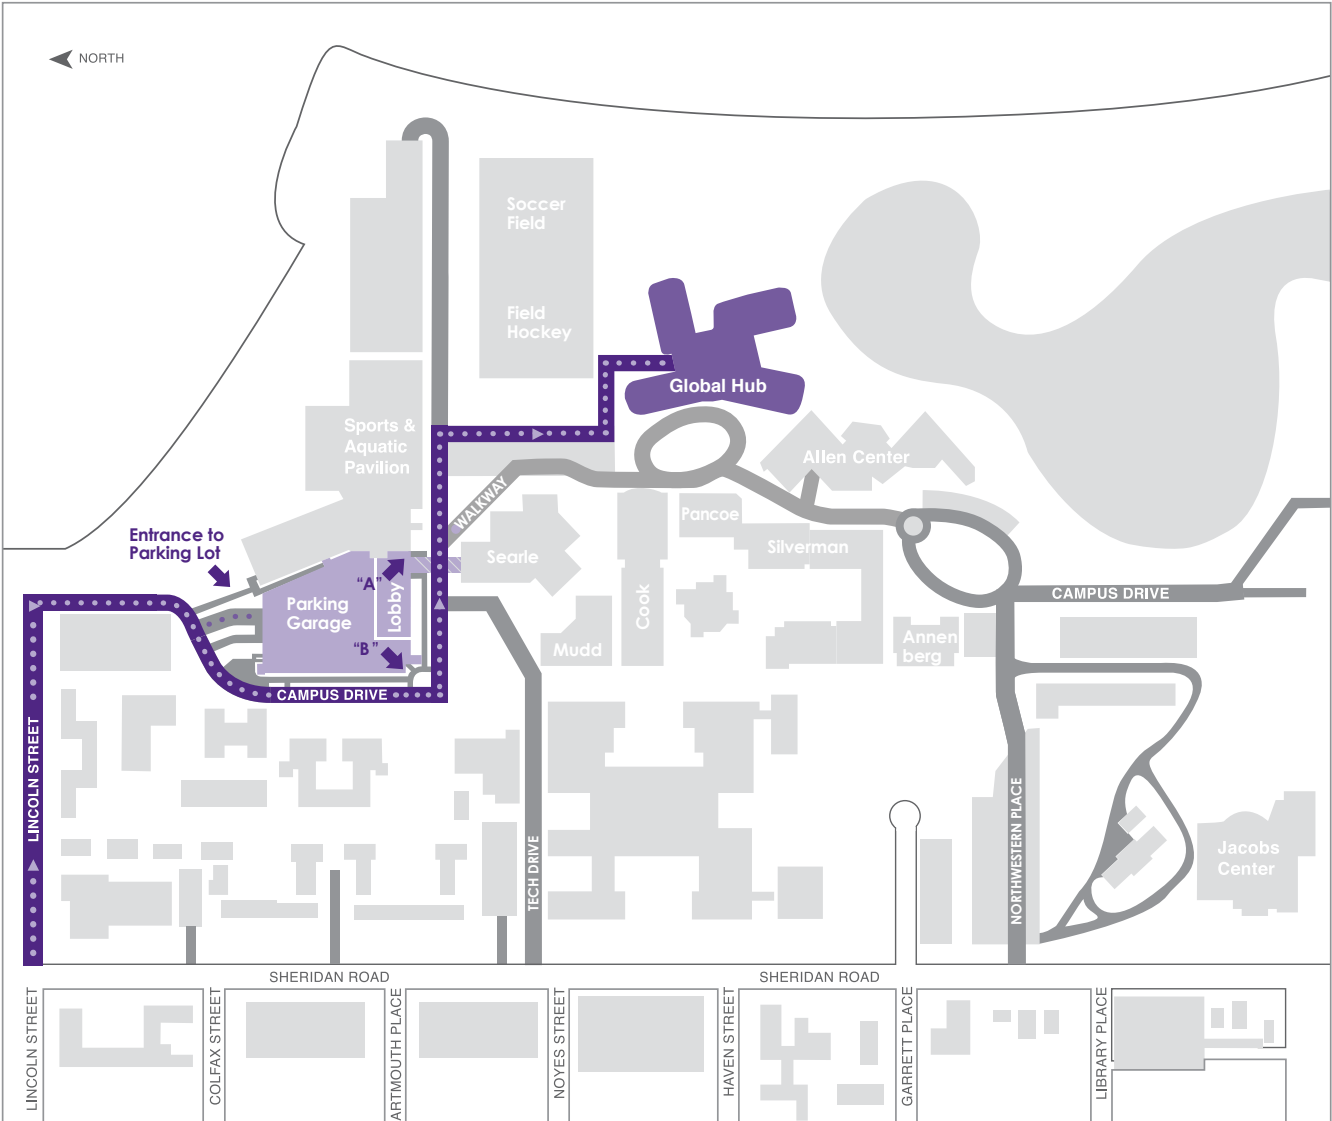 NORTH
Soccer
Field
Field
Hockey
Global Hub
Sports &
Aquatic
Pavilion
Allen Center
WALKWAY
Pancoe
Searle
Silverman
Entrance to
Parking Lot
"A"
Lobby
Parking
Garage
"B"
Cook
Mudd
Annen
berg
CAMPUS DRIVE
CAMPUS DRIVE
LINCOLN STREET
TECH DRIVE
NORTHWESTERN PLACE
Jacobs
Center
SHERIDAN ROAD
SHERIDAN ROAD
LINCOLN STREET
COLFAX STREET
ARTMOUTH PLACE
NOYES STREET
HAVEN STREET
GARRETT PLACE
LIBRARY PLACE